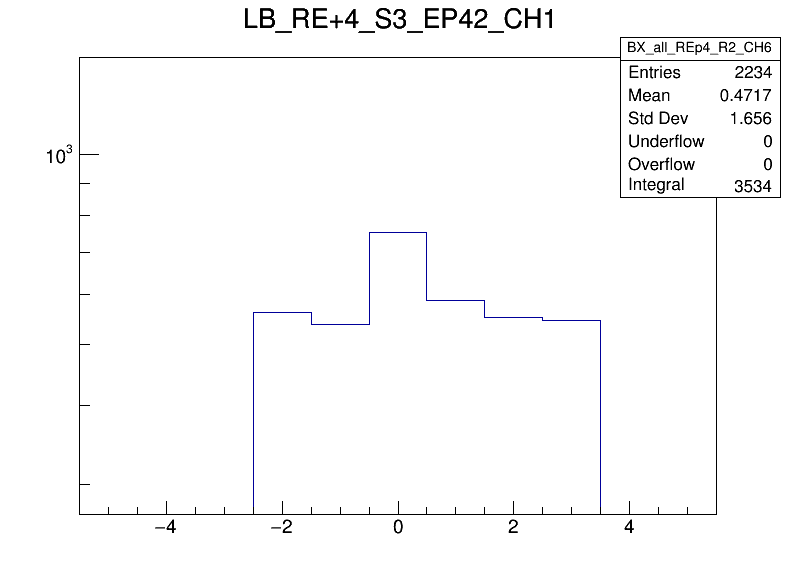 LB_RE+4_S3_EP42_CH1
BX_all_REp4_R2_CH6
Entries 2234
Mean 0.4717
Std Dev 1.656
Underflow 0
Overflow 0
Integral 3534
10³
−4 −2 0 2 4